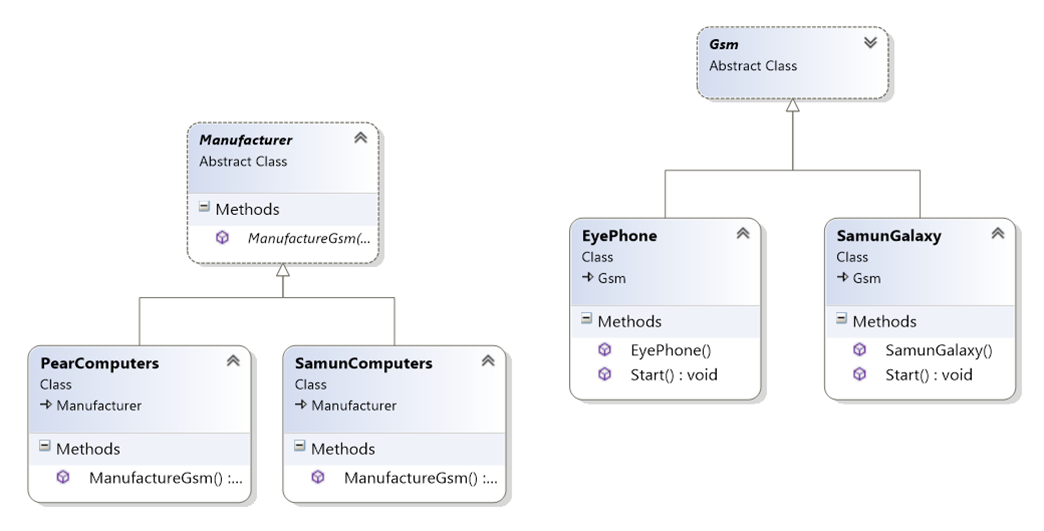 Manufacturer
Abstract Class
Methods
ManufactureGsm(...
PearComputers
Class
Manufacturer
Methods
ManufactureGsm() :...
SamunComputers
Class
Manufacturer
Methods
ManufactureGsm() :...
Gsm
Abstract Class
EyePhone
Class
Gsm
Methods
EyePhone()
Start() : void
SamunGalaxy
Class
Gsm
Methods
SamunGalaxy()
Start() : void